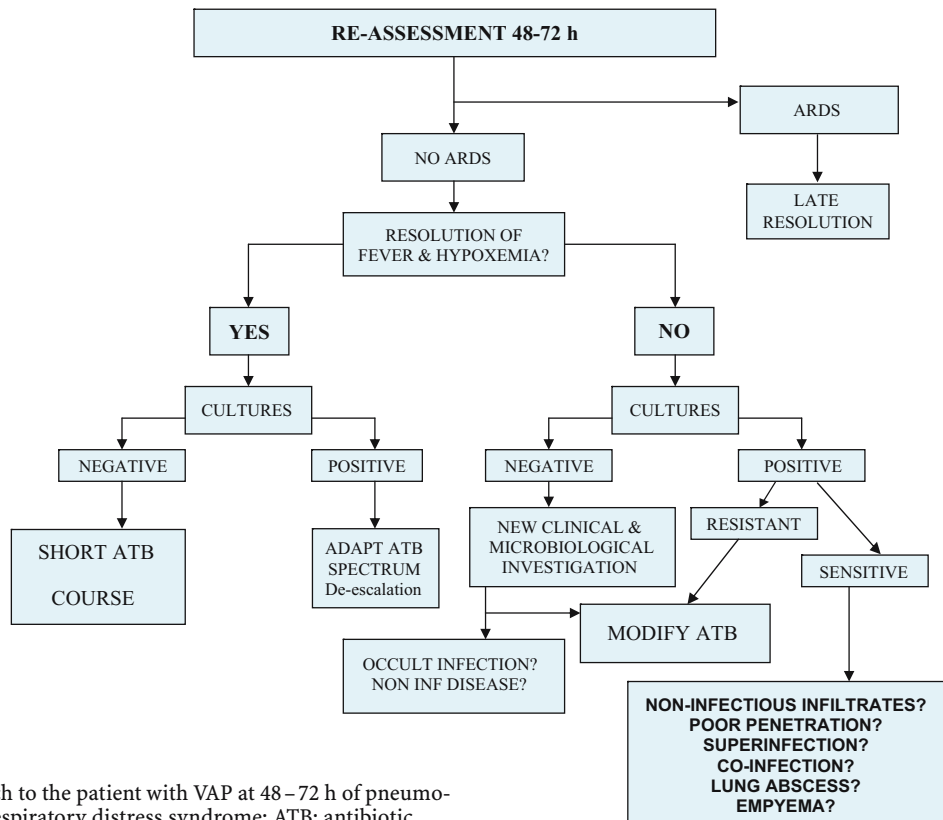 RE-ASSESSMENT 48-72 h
ARDS
NO ARDS
LATE
RESOLUTION
RESOLUTION OF
FEVER & HYPOXEMIA?
YES
NO
CULTURES
CULTURES
NEGATIVE
POSITIVE
NEGATIVE
POSITIVE
SHORT ATB
COURSE
ADAPT ATB
SPECTRUM
De-escalation
NEW CLINICAL &
MICROBIOLOGICAL
INVESTIGATION
RESISTANT
SENSITIVE
OCCULT INFECTION?
NON INF DISEASE?
MODIFY ATB
NON-INFECTIOUS INFILTRATES?
POOR PENETRATION?
SUPERINFECTION?
CO-INFECTION?
LUNG ABSCESS?
EMPYEMA?
ch to the patient with VAP at 48–72 h of pneumo-
espiratory distress syndrome; ATB: antibiotic